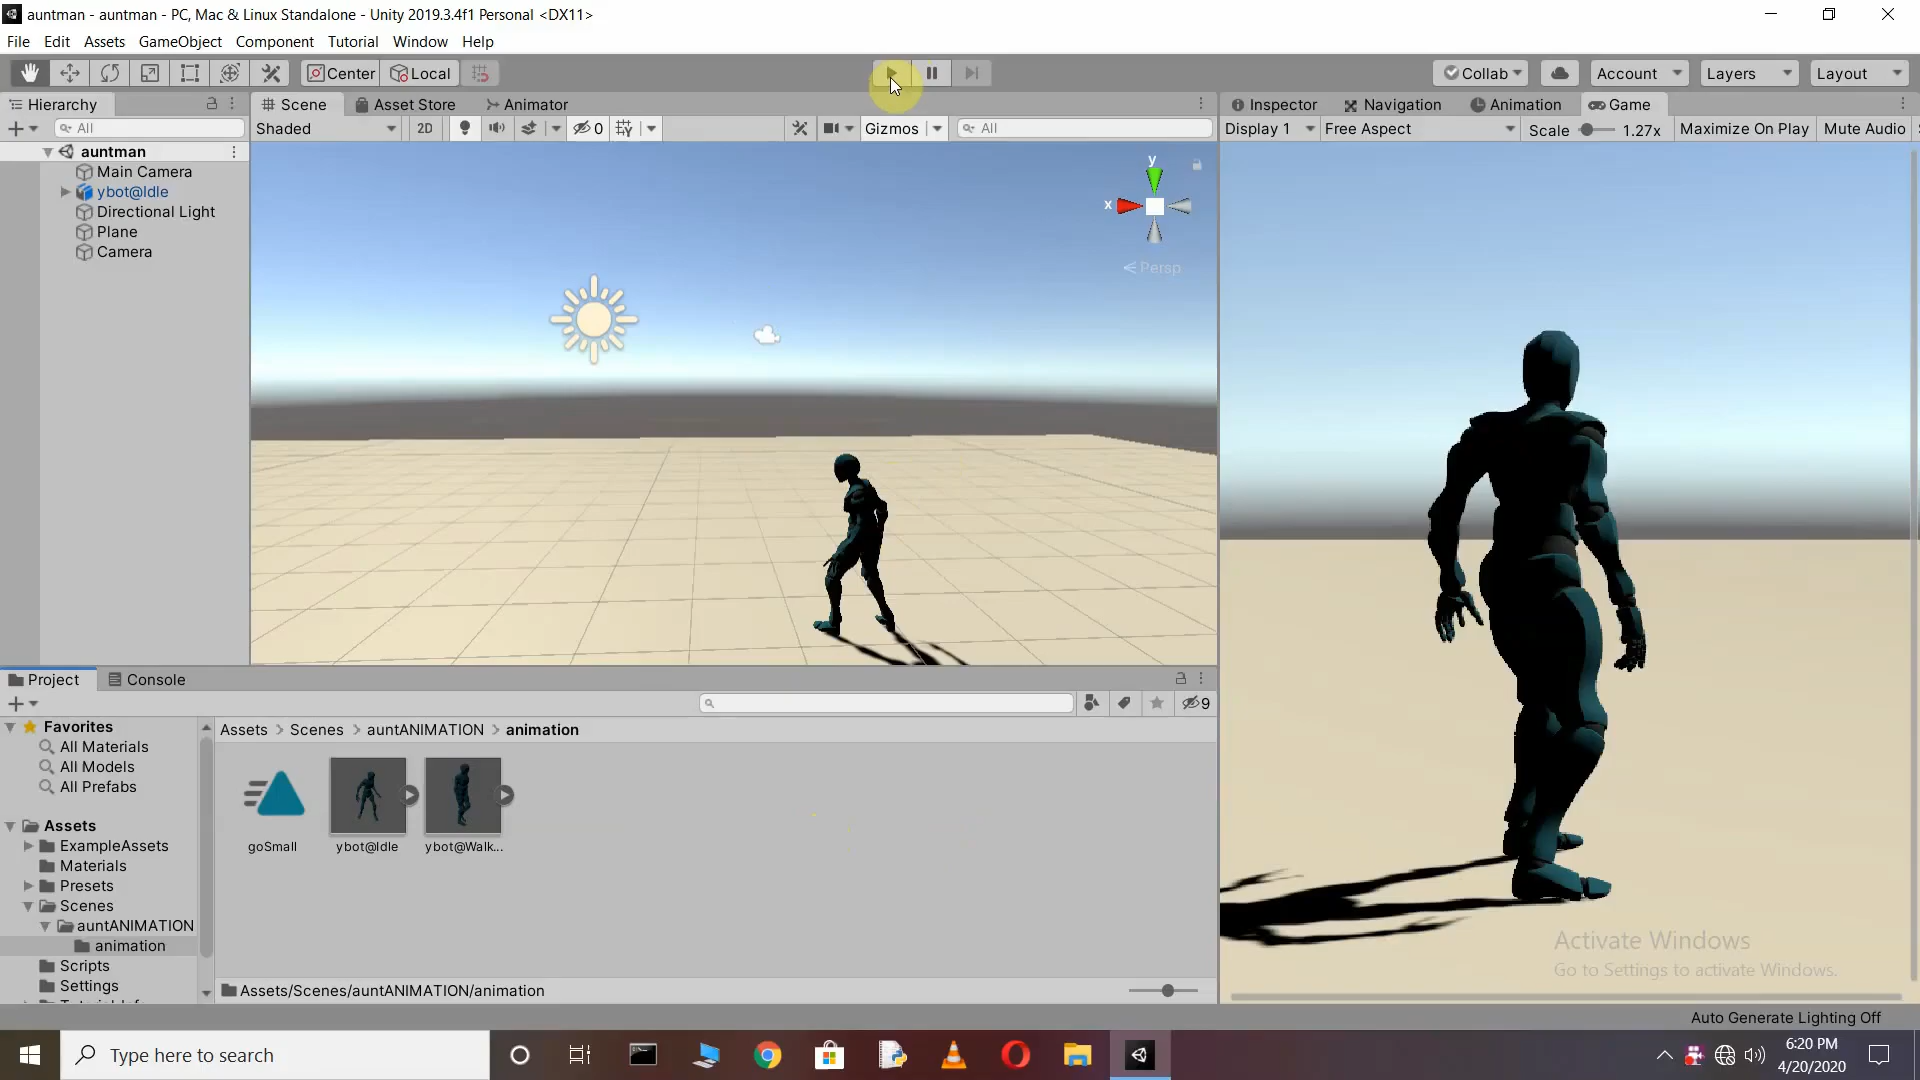 auntman - auntman - PC, Mac & Linux Standalone - Unity 2019.3.4f1 Personal <DX11>
File Edit Assets GameObject Component Tutorial Window Help
Center Local Collab Account Layers Layout
Hierarchy Scene Asset Store Animator Inspector Navigation Animation Game
All Shaded 2D 0 Gizmos All Display 1 Free Aspect Scale 1.27x Maximize On Play Mute Audio
auntman
Main Camera
ybot@Idle
Directional Light
Plane
Camera
y
x
Persp
Project Console
9
Favorites
All Materials
All Models
All Prefabs
Assets
ExampleAssets
Materials
Presets
Scenes
auntANIMATION
animation
Scripts
Settings
Assets > Scenes > auntANIMATION > animation
goSmall ybot@Idle ybot@Walk...
Assets/Scenes/auntANIMATION/animation
Activate Windows
Go to Settings to activate Windows.
Auto Generate Lighting Off
Type here to search
6:20 PM
4/20/2020